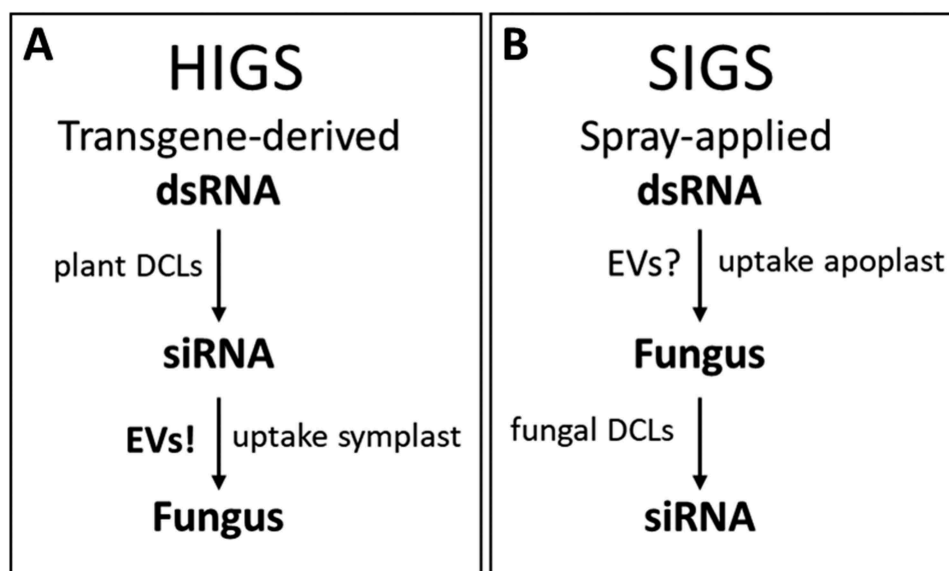 A
HIGS
Transgene-derived
dsRNA
plant DCLs
siRNA
EVs! uptake symplast
Fungus
B
SIGS
Spray-applied
dsRNA
EVs? uptake apoplast
Fungus
fungal DCLs
siRNA